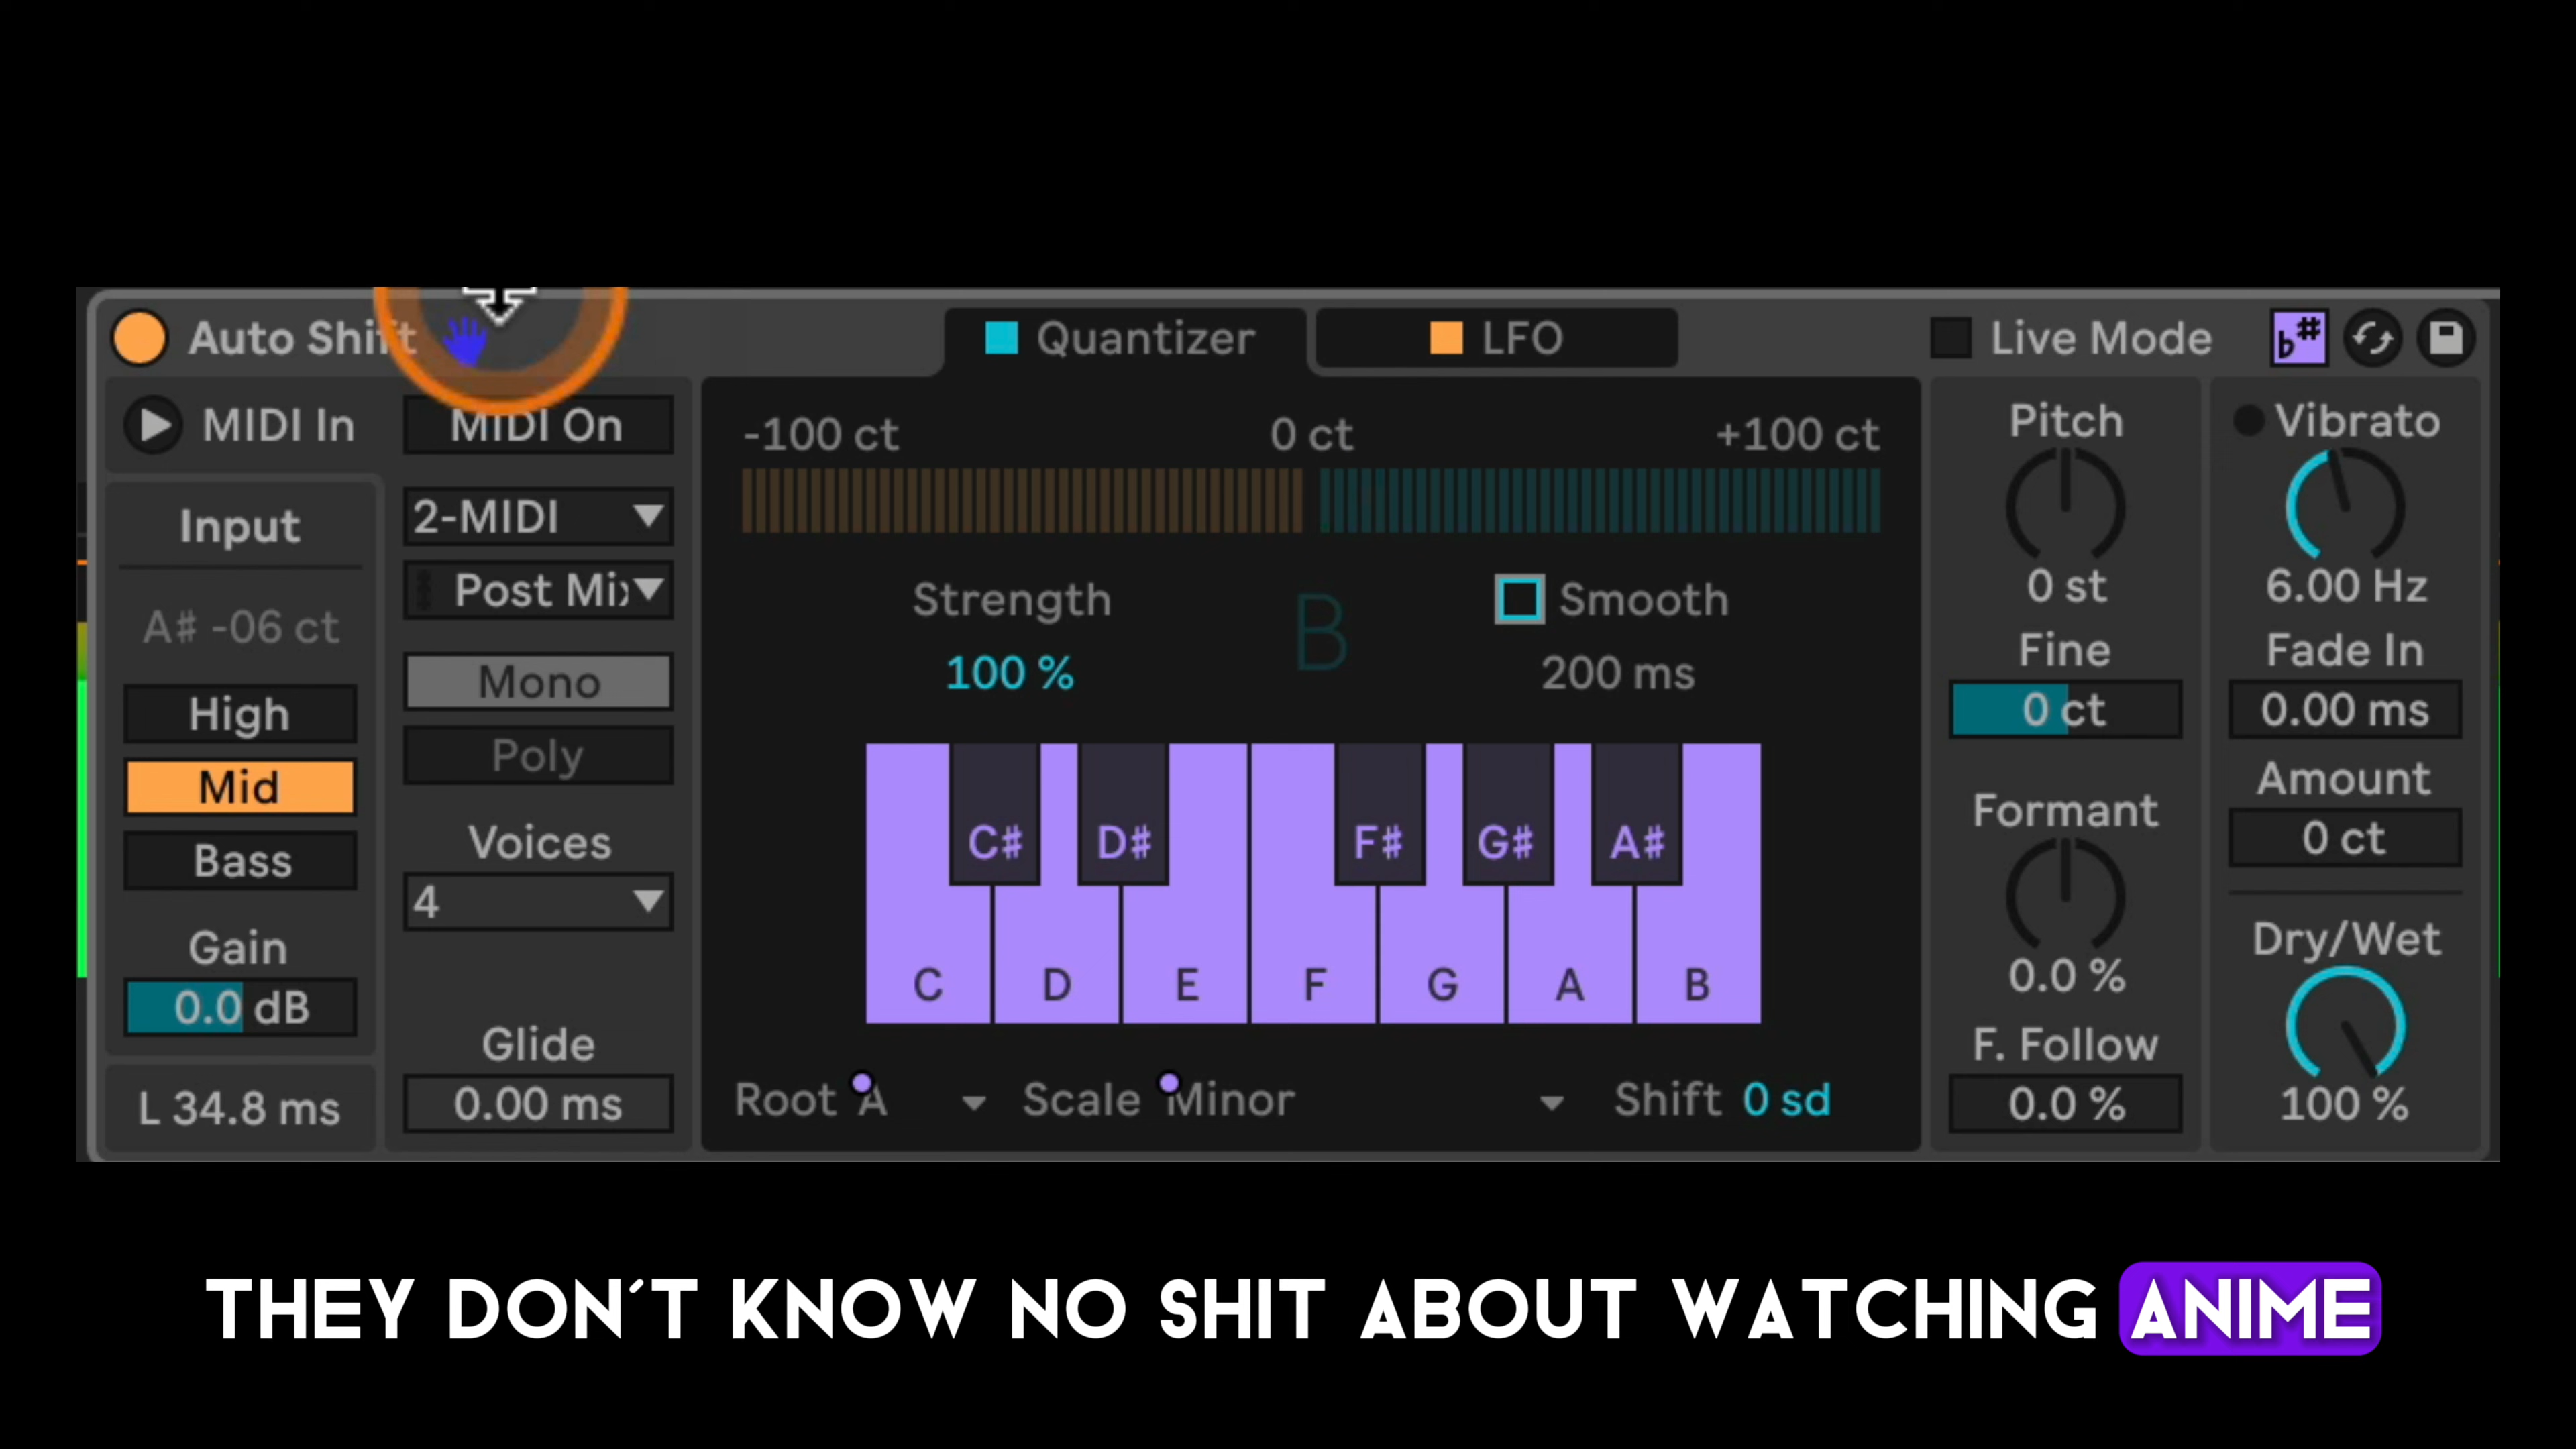 Auto Shift
Quantizer
LFO
Live Mode
b#
MIDI In
MIDI On
Input
2-MIDI
Post Mix
A# -06 ct
High
Mid
Bass
Mono
Poly
Voices
4
Gain
0.0 dB
Glide
0.00 ms
L 34.8 ms
-100 ct 0 ct +100 ct
Strength
100 %
B
Smooth
200 ms
C# D# F# G# A#
C D E F G A B
Root A Scale Minor Shift 0 sd
Pitch
0 st
Fine
0 ct
Formant
0.0 %
F. Follow
0.0 %
Vibrato
6.00 Hz
Fade In
0.00 ms
Amount
0 ct
Dry/Wet
100 %
THEY DON'T KNOW NO SHIT ABOUT WATCHING ANIME